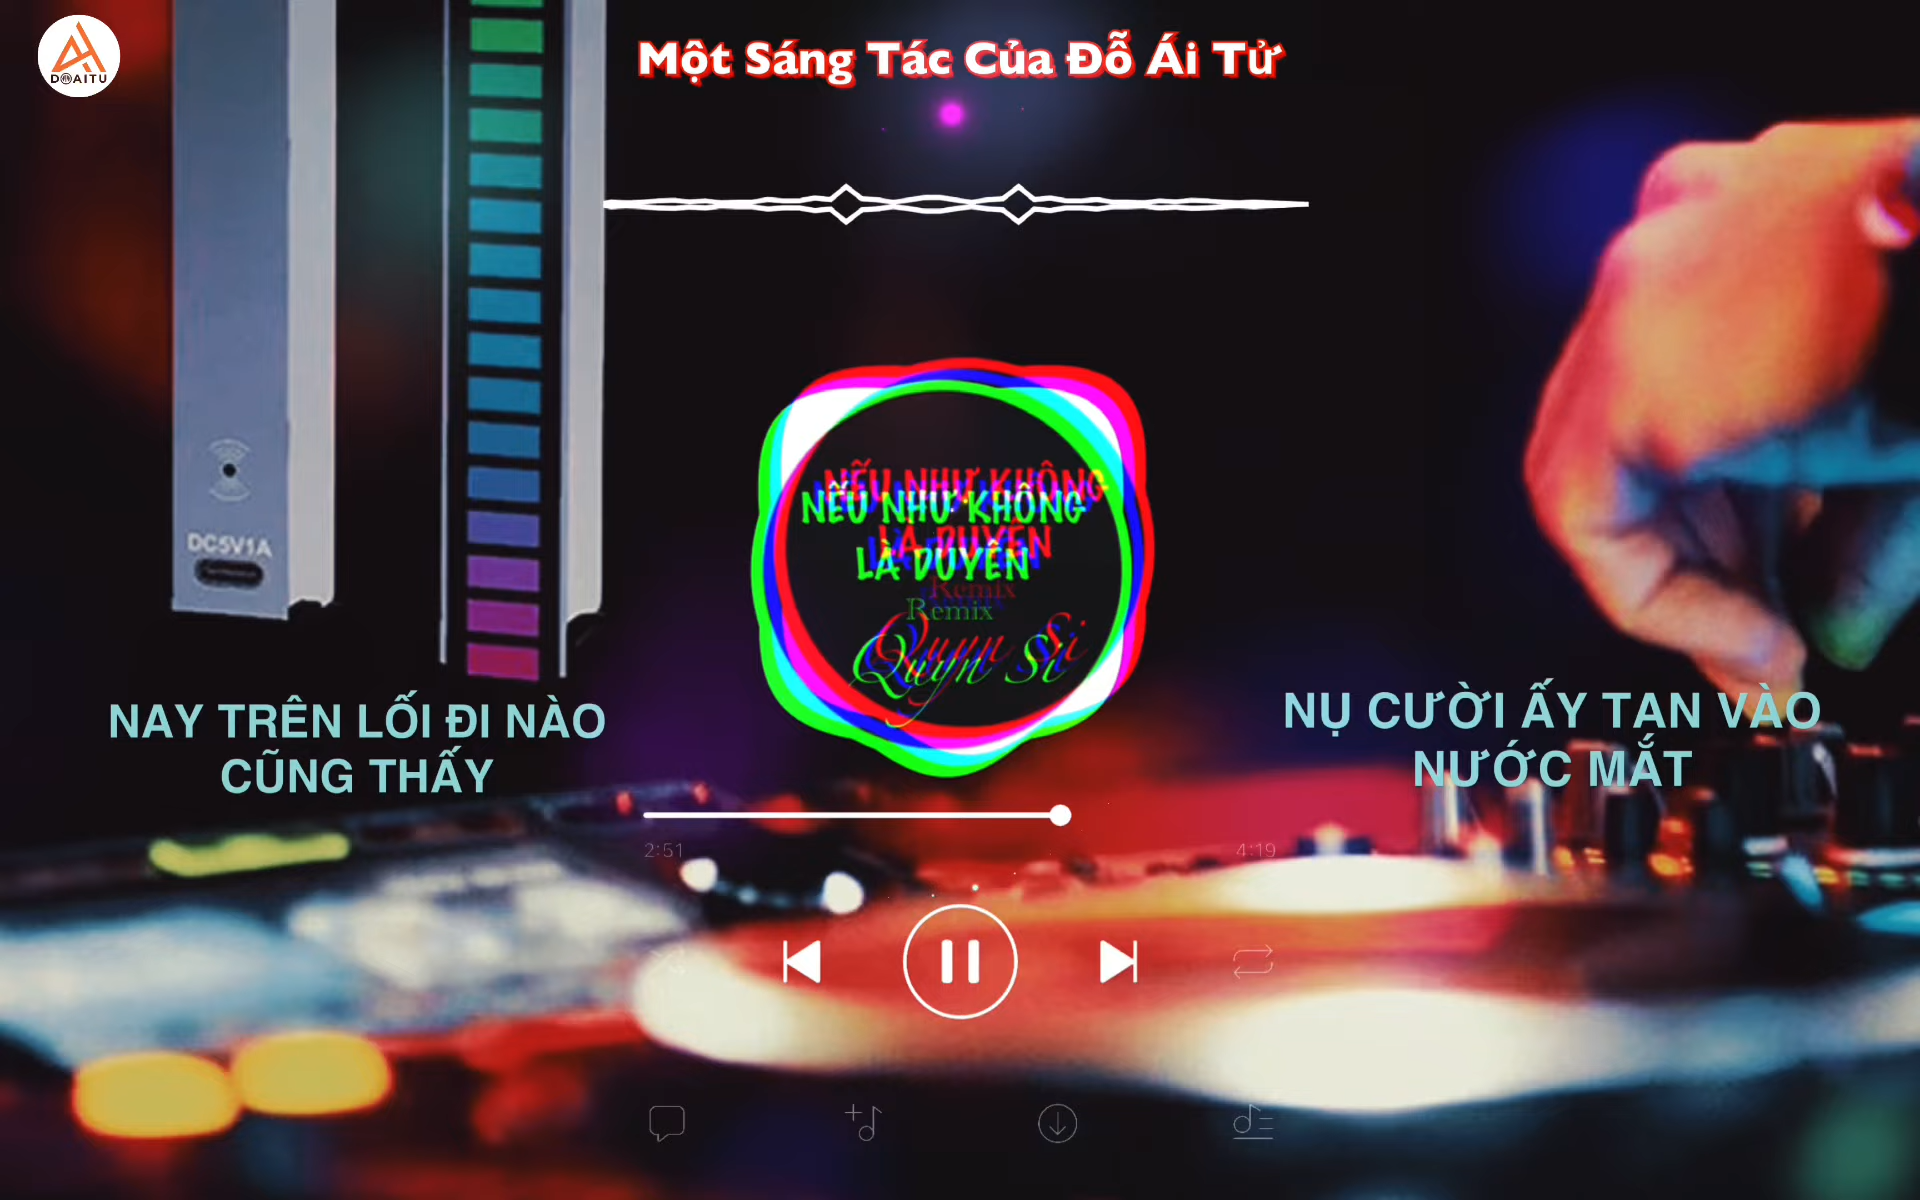 DOAITU
Một Sáng Tác Của Đỗ Ái Tử
DC5V1A
NẾU NHƯ KHÔNG
LÀ DUYÊN
Remix
Quyn Si
NAY TRÊN LỐI ĐI NÀO
CŨNG THẤY
NỤ CƯỜI ẤY TAN VÀO
NƯỚC MẮT
2:51
4:19